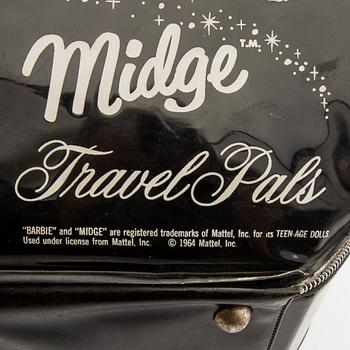 Midge T.M.
Travel Pals
"BARBIE" and "MIDGE" are registered trademarks of Mattel, Inc. for its TEEN-AGE DOLLS
Used under license from Mattel, Inc. © 1964 Mattel, Inc.